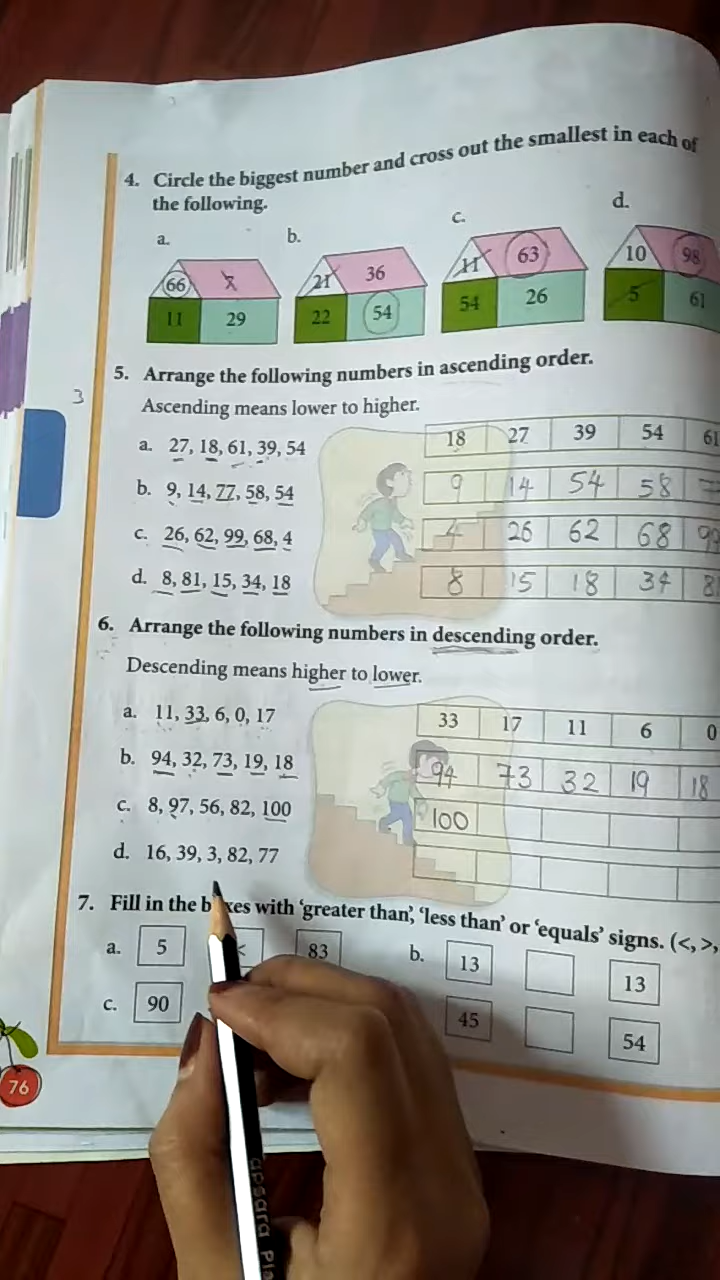 4. Circle the biggest number and cross out the smallest in each of
the following.
a. b. c. d.
66 x 21 36 11 63 10 98
11 29 22 54 54 26 5 61
5. Arrange the following numbers in ascending order.
3
Ascending means lower to higher.
a. 27, 18, 61, 39, 54 18 27 39 54 61
b. 9, 14, 77, 58, 54 9 14 54 58
c. 26, 62, 99, 68, 4 4 26 62 68
d. 8, 81, 15, 34, 18 8 15 18 34 8
6. Arrange the following numbers in descending order.
Descending means higher to lower.
a. 11, 33, 6, 0, 17 33 17 11 6 0
b. 94, 32, 73, 19, 18 94 73 32 19 18
c. 8, 97, 56, 82, 100 100
d. 16, 39, 3, 82, 77
7. Fill in the boxes with ‘greater than’, ‘less than’ or ‘equals’ signs. (<, >,
a. 5 < 83 b. 13 13
c. 90 45 54
76
apsara Pla